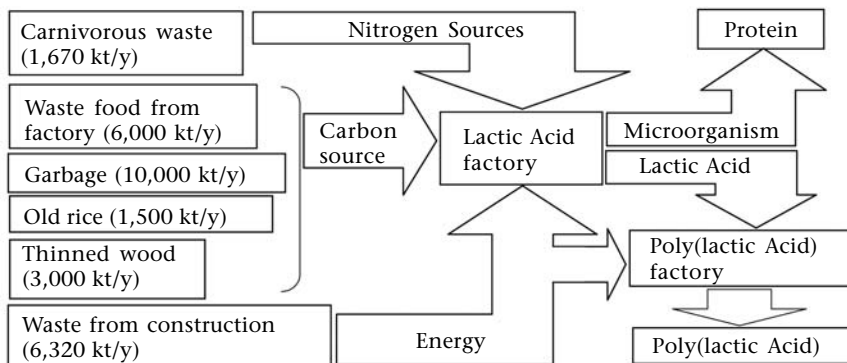 Carnivorous waste
(1,670 kt/y)
Nitrogen Sources
Protein
Waste food from
factory (6,000 kt/y)
Garbage (10,000 kt/y)
Old rice (1,500 kt/y)
Thinned wood
(3,000 kt/y)
Carbon
source
Lactic Acid
factory
Microorganism
Lactic Acid
Poly(lactic Acid)
factory
Waste from construction
(6,320 kt/y)
Energy
Poly(lactic Acid)